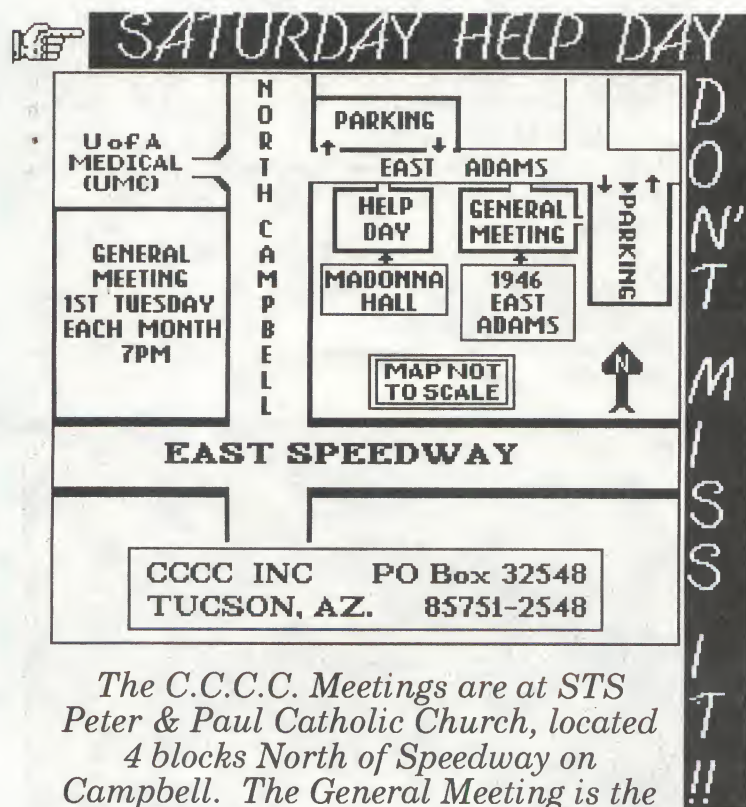 SATURDAY HELP DAY
DON'T MISS IT!!
NORTH CAMPBELL
U of A
MEDICAL
(UMC)
PARKING
EAST ADAMS
HELP
DAY
GENERAL
MEETING
PARKING
GENERAL
MEETING
1ST TUESDAY
EACH MONTH
7PM
MADONNA
HALL
1946
EAST
ADAMS
MAP NOT
TO SCALE
N
EAST SPEEDWAY
CCCC INC PO Box 32548
TUCSON, AZ. 85751-2548
The C.C.C.C. Meetings are at STS
Peter & Paul Catholic Church, located
4 blocks North of Speedway on
Campbell. The General Meeting is the